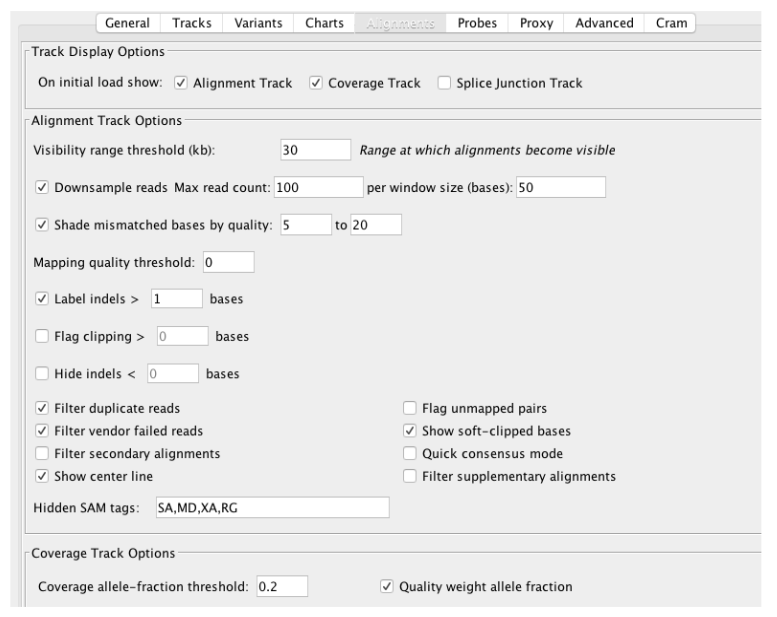 General Tracks Variants Charts Alignments Probes Proxy Advanced Cram
Track Display Options
On initial load show: Alignment Track Coverage Track Splice Junction Track
Alignment Track Options
Visibility range threshold (kb): 30 Range at which alignments become visible
Downsample reads Max read count: 100 per window size (bases): 50
Shade mismatched bases by quality: 5 to 20
Mapping quality threshold: 0
Label indels > 1 bases
Flag clipping > 0 bases
Hide indels < 0 bases
Filter duplicate reads Flag unmapped pairs
Filter vendor failed reads Show soft-clipped bases
Filter secondary alignments Quick consensus mode
Show center line Filter supplementary alignments
Hidden SAM tags: SA,MD,XA,RG
Coverage Track Options
Coverage allele-fraction threshold: 0.2 Quality weight allele fraction